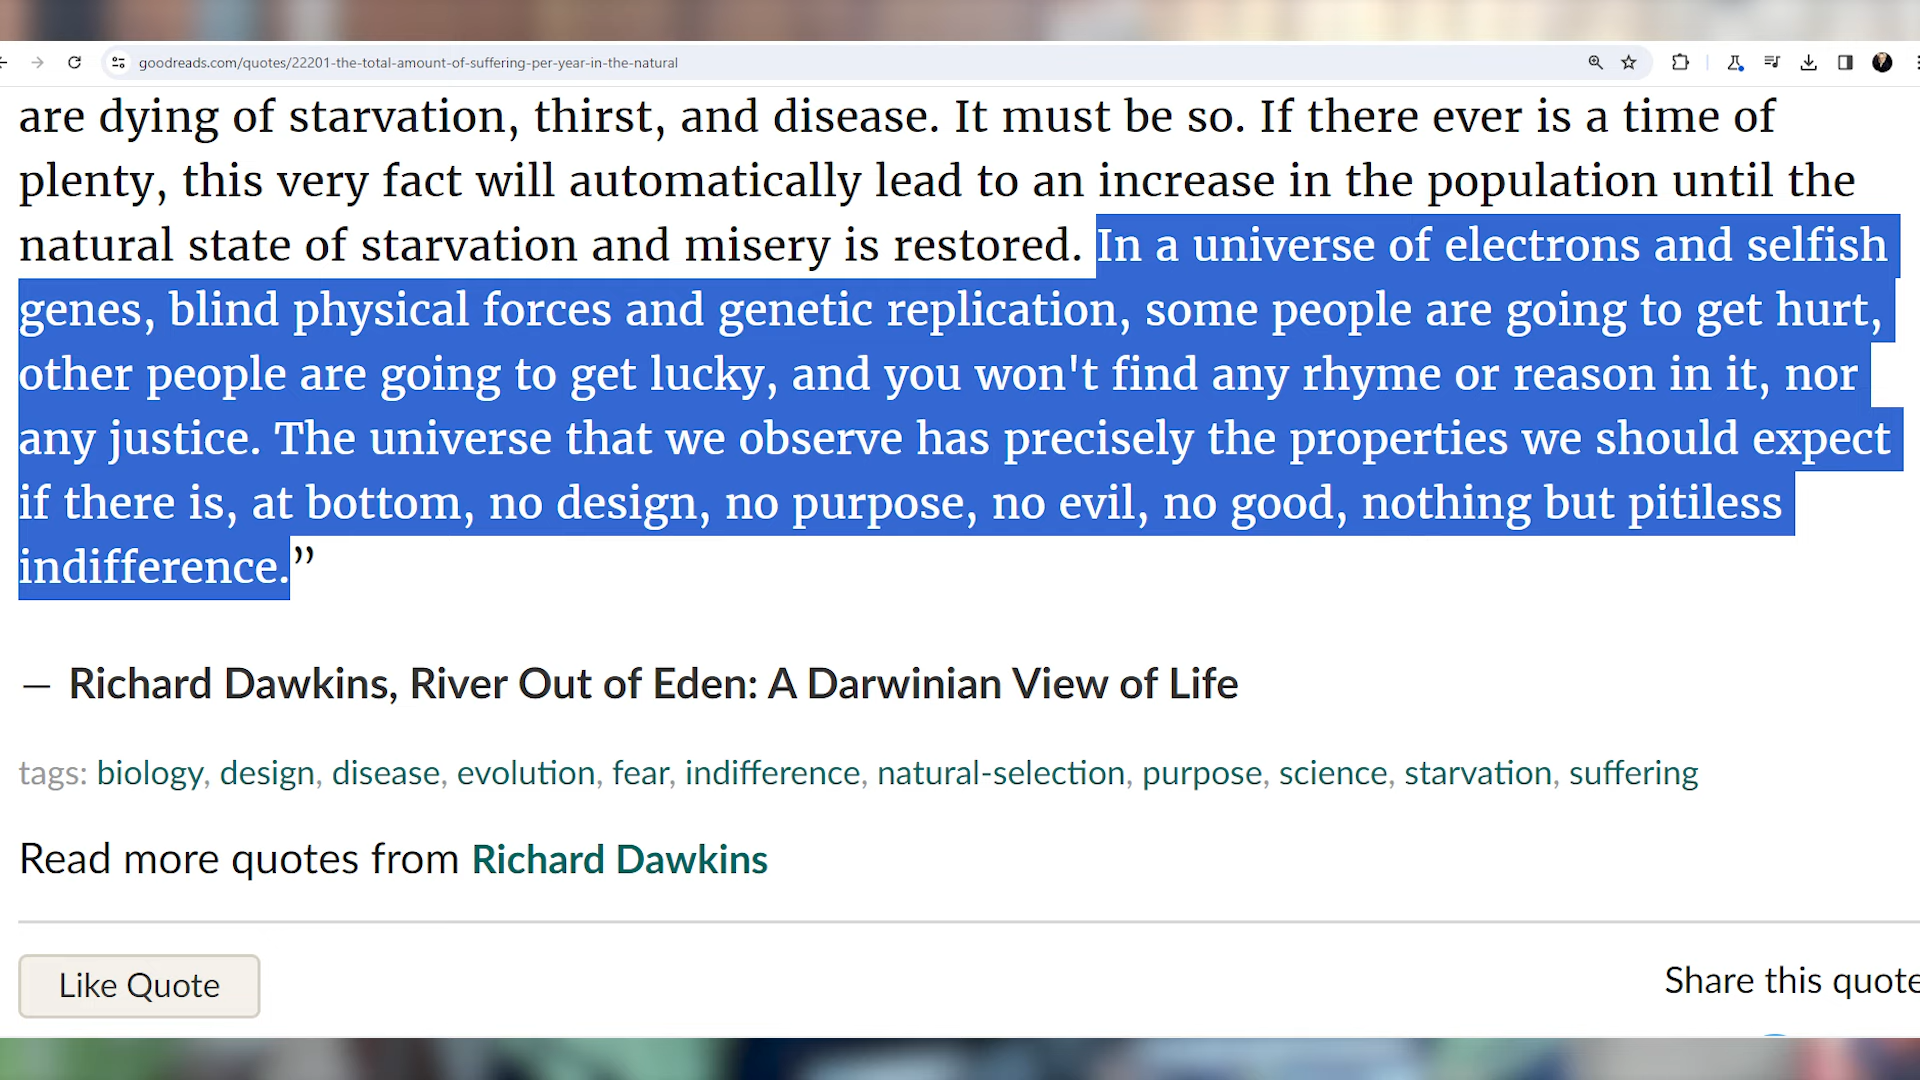 goodreads.com/quotes/22201-the-total-amount-of-suffering-per-year-in-the-natural
are dying of starvation, thirst, and disease. It must be so. If there ever is a time of
plenty, this very fact will automatically lead to an increase in the population until the
natural state of starvation and misery is restored. In a universe of electrons and selfish
genes, blind physical forces and genetic replication, some people are going to get hurt,
other people are going to get lucky, and you won't find any rhyme or reason in it, nor
any justice. The universe that we observe has precisely the properties we should expect
if there is, at bottom, no design, no purpose, no evil, no good, nothing but pitiless
indifference.”
— Richard Dawkins, River Out of Eden: A Darwinian View of Life
tags: biology, design, disease, evolution, fear, indifference, natural-selection, purpose, science, starvation, suffering
Read more quotes from Richard Dawkins
Like Quote
Share this quote